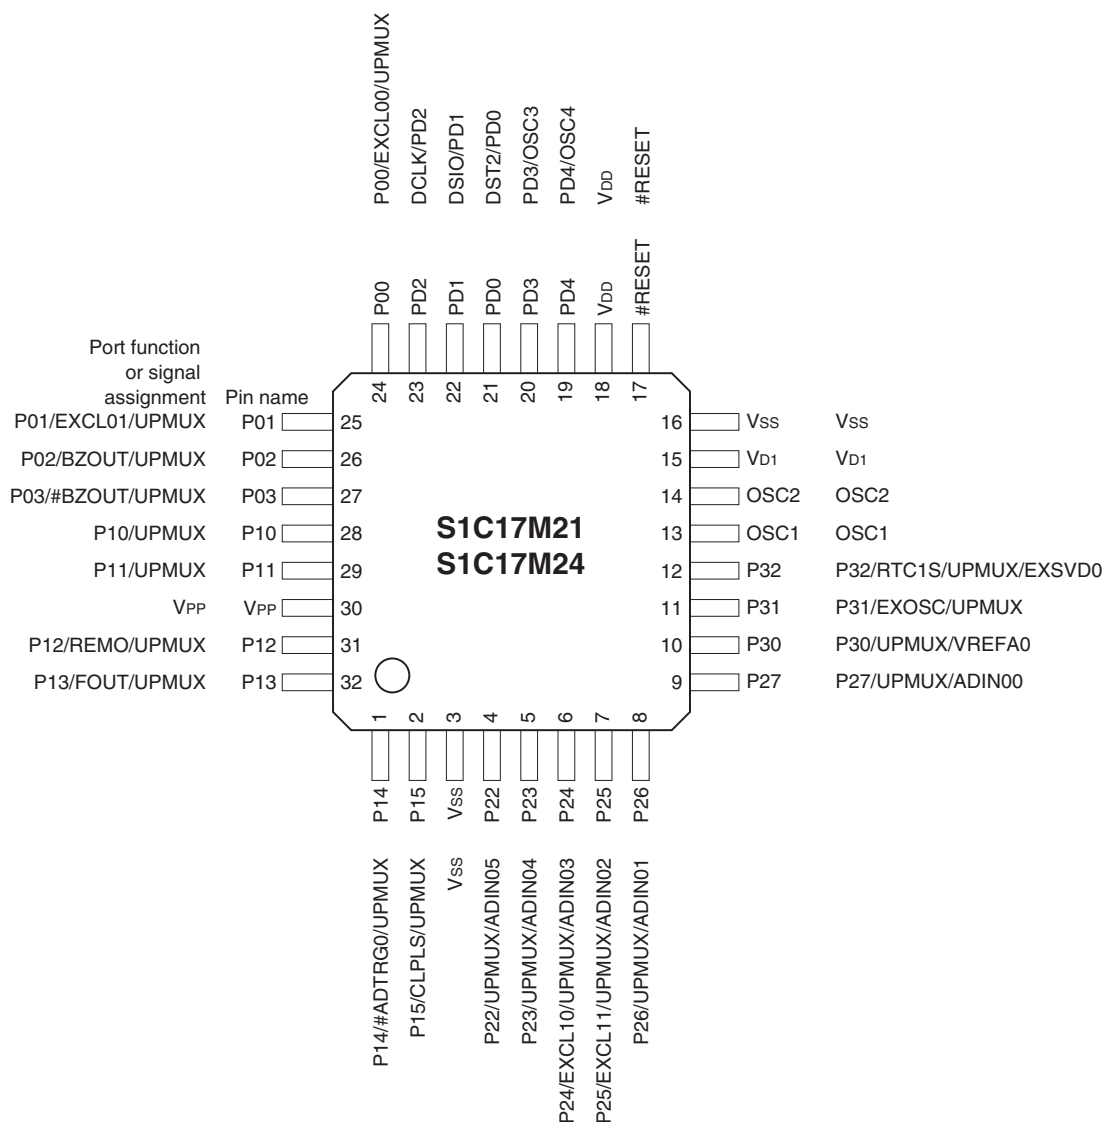 P00/EXCL00/UPMUX
DCLK/PD2
DSIO/PD1
DST2/PD0
PD3/OSC3
PD4/OSC4
VDD
#RESET
P00
PD2
PD1
PD0
PD3
PD4
VDD
#RESET
24
23
22
21
20
19
18
17
Port function
or signal
assignment
Pin name
P01/EXCL01/UPMUX P01 25
P02/BZOUT/UPMUX P02 26
P03/#BZOUT/UPMUX P03 27
P10/UPMUX P10 28
P11/UPMUX P11 29
VPP VPP 30
P12/REMO/UPMUX P12 31
P13/FOUT/UPMUX P13 32
S1C17M21
S1C17M24
16 VSS VSS
15 VD1 VD1
14 OSC2 OSC2
13 OSC1 OSC1
12 P32 P32/RTC1S/UPMUX/EXSVD0
11 P31 P31/EXOSC/UPMUX
10 P30 P30/UPMUX/VREFA0
9 P27 P27/UPMUX/ADIN00
1
2
3
4
5
6
7
8
P14
P15
VSS
P22
P23
P24
P25
P26
P14/#ADTRG0/UPMUX
P15/CLPLS/UPMUX
VSS
P22/UPMUX/ADIN05
P23/UPMUX/ADIN04
P24/EXCL10/UPMUX/ADIN03
P25/EXCL11/UPMUX/ADIN02
P26/UPMUX/ADIN01